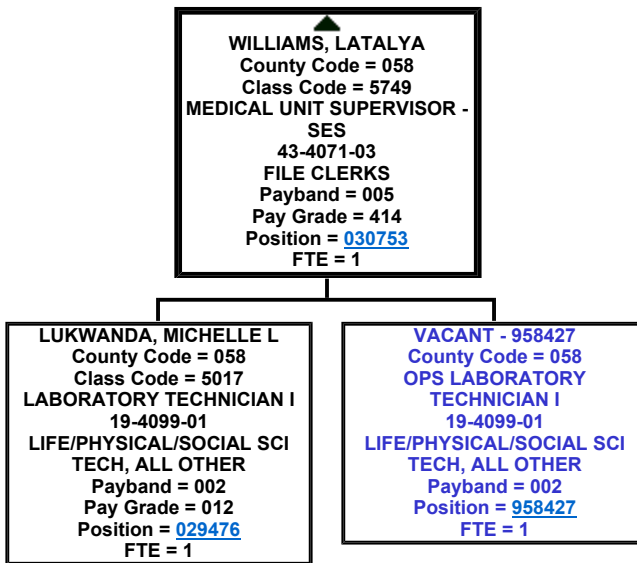 WILLIAMS, LATALYA
County Code = 058
Class Code = 5749
MEDICAL UNIT SUPERVISOR -
SES
43-4071-03
FILE CLERKS
Payband = 005
Pay Grade = 414
Position = 030753
FTE = 1
LUKWANDA, MICHELLE L
County Code = 058
Class Code = 5017
LABORATORY TECHNICIAN I
19-4099-01
LIFE/PHYSICAL/SOCIAL SCI
TECH, ALL OTHER
Payband = 002
Pay Grade = 012
Position = 029476
FTE = 1
VACANT - 958427
County Code = 058
OPS LABORATORY
TECHNICIAN I
19-4099-01
LIFE/PHYSICAL/SOCIAL SCI
TECH, ALL OTHER
Payband = 002
Position = 958427
FTE = 1